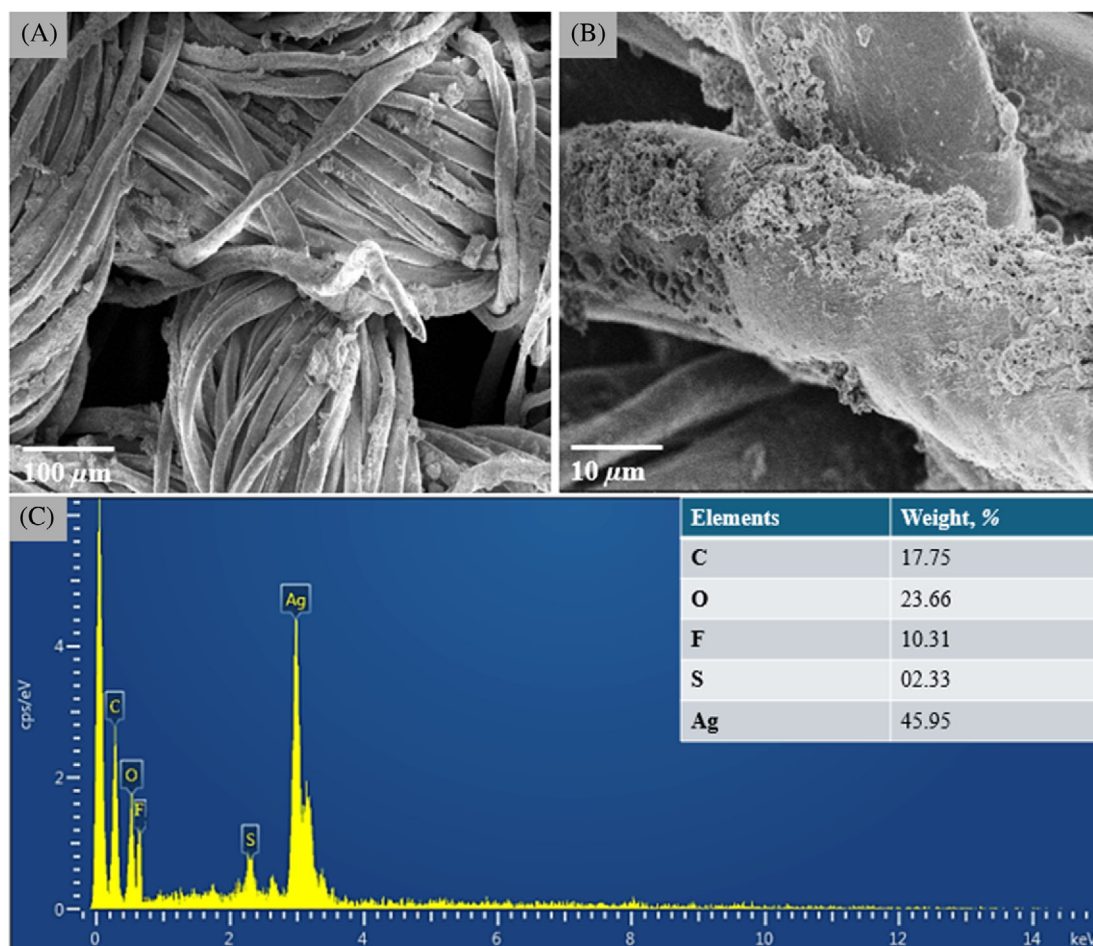 (A)
(B)
100 µm
10 µm
(C)
Elements Weight, %
C 17.75
O 23.66
F 10.31
S 02.33
Ag 45.95
Ag
C
O
F
S
4
2
0
cps/eV
0 2 4 6 8 10 12 14 keV